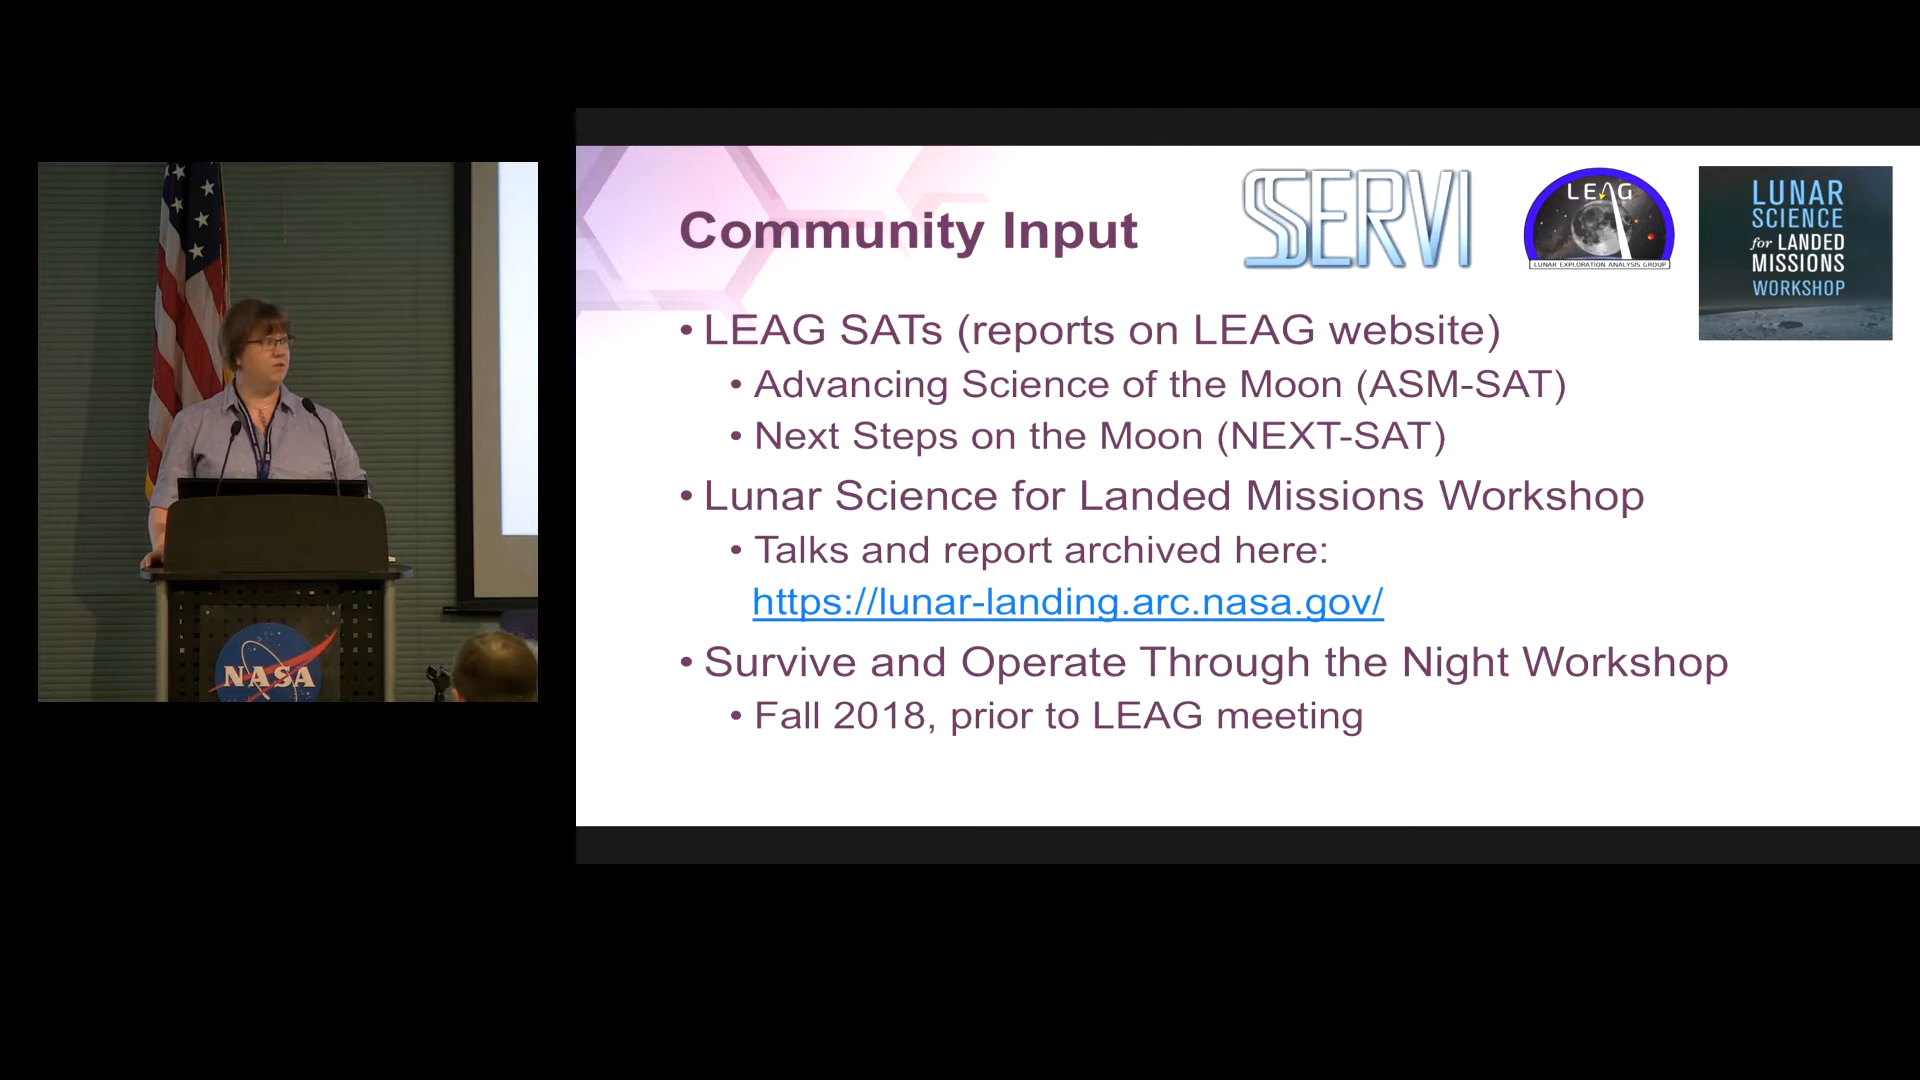 Community Input
SSERVI
LEAG
LUNAR EXPLORATION ANALYSIS GROUP
LUNAR
SCIENCE
for LANDED
MISSIONS
WORKSHOP
• LEAG SATs (reports on LEAG website)
• Advancing Science of the Moon (ASM-SAT)
• Next Steps on the Moon (NEXT-SAT)
• Lunar Science for Landed Missions Workshop
• Talks and report archived here:
https://lunar-landing.arc.nasa.gov/
• Survive and Operate Through the Night Workshop
• Fall 2018, prior to LEAG meeting
NASA